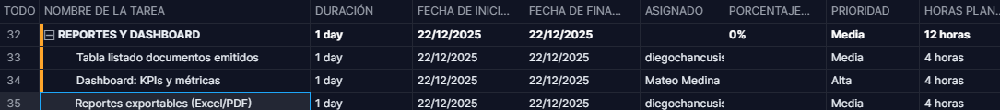 TODO NOMBRE DE LA TAREA DURACIÓN FECHA DE INICI... FECHA DE FINA... ASIGNADO PORCENTAJE... PRIORIDAD HORAS PLAN.
32 REPORTES Y DASHBOARD 1 day 22/12/2025 22/12/2025 0% Media 12 horas
33 Tabla listado documentos emitidos 1 day 22/12/2025 22/12/2025 diegochancusis Media 4 horas
34 Dashboard: KPIs y métricas 1 day 22/12/2025 22/12/2025 Mateo Medina Alta 4 horas
35 Reportes exportables (Excel/PDF) 1 day 22/12/2025 22/12/2025 diegochancusis Media 4 horas